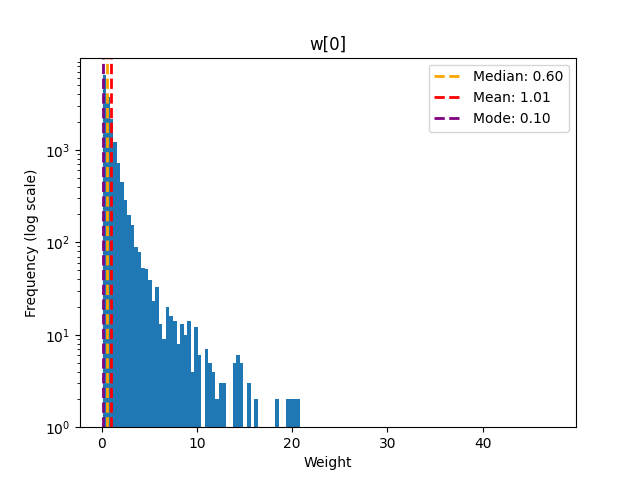 w[0]
Median: 0.60
Mean: 1.01
Mode: 0.10
Frequency (log scale)
10³
10²
10¹
10⁰
0 10 20 30 40
Weight